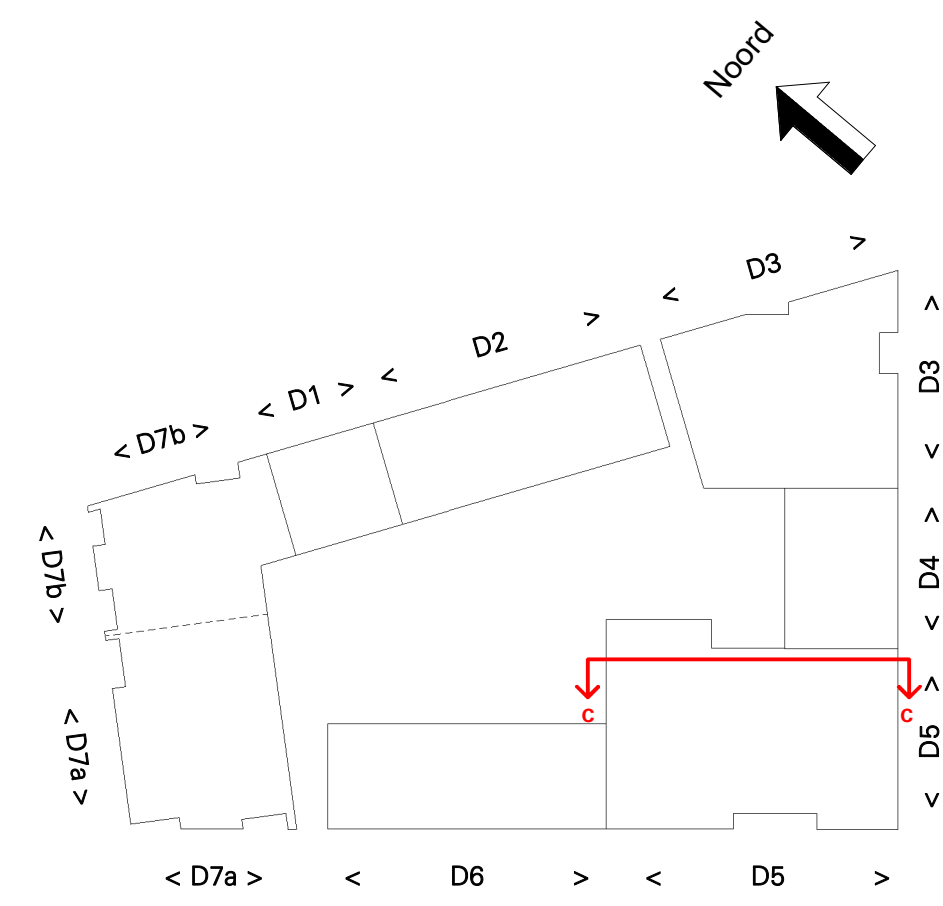 Noord
< D3 >
< D2 >
< D1 >
< D7b >
< D3 >
< D7b >
< D4 >
< D7a >
c c
< D5 >
< D7a >
< D6 >
< D5 >